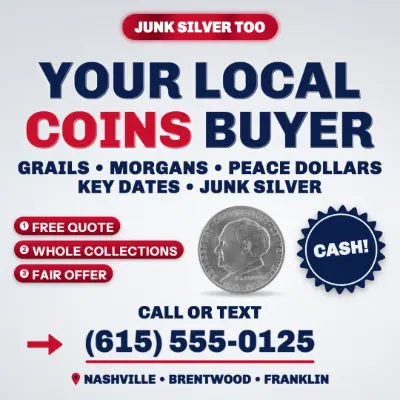 JUNK SILVER TOO
YOUR LOCAL
COINS BUYER
GRAILS • MORGANS • PEACE DOLLARS
KEY DATES • JUNK SILVER
1 FREE QUOTE
2 WHOLE COLLECTIONS
3 FAIR OFFER
CASH!
CALL OR TEXT
(615) 555-0125
NASHVILLE • BRENTWOOD • FRANKLIN